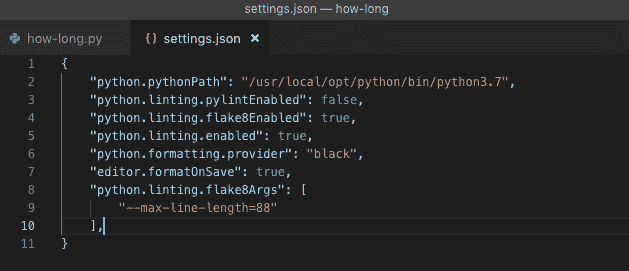 settings.json — how-long
how-long.py {} settings.json ×
1 {
2 "python.pythonPath": "/usr/local/opt/python/bin/python3.7",
3 "python.linting.pylintEnabled": false,
4 "python.linting.flake8Enabled": true,
5 "python.linting.enabled": true,
6 "python.formatting.provider": "black",
7 "editor.formatOnSave": true,
8 "python.linting.flake8Args": [
9 "--max-line-length=88"
10 ],
11 }